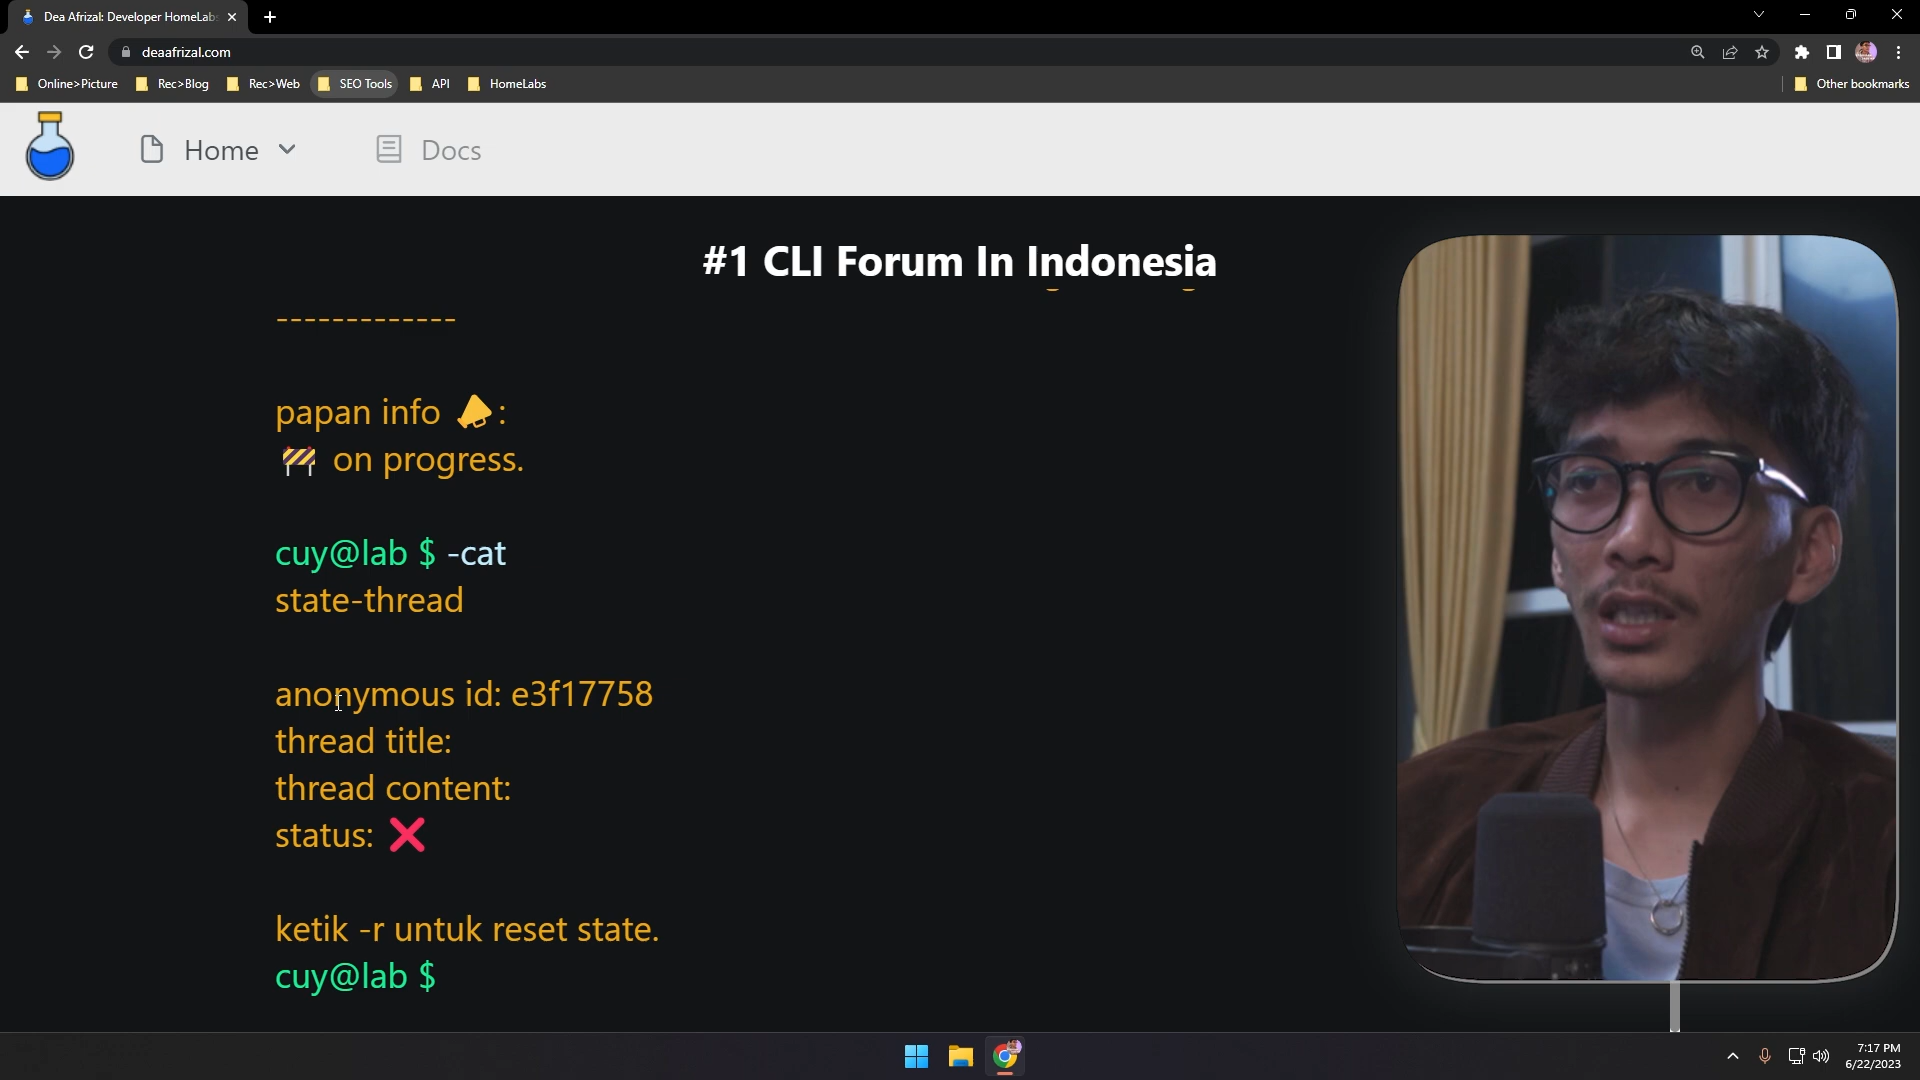 Dea Afrizal: Developer HomeLabs
deaafrizal.com
Online>Picture
Rec>Blog
Rec>Web
SEO Tools
API
HomeLabs
Other bookmarks
Home
Docs
#1 CLI Forum In Indonesia
-------------
papan info 📣:
🚧 on progress.
cuy@lab $ -cat
state-thread
anonymous id: e3f17758
thread title:
thread content:
status: ❌
ketik -r untuk reset state.
cuy@lab $
7:17 PM
6/22/2023